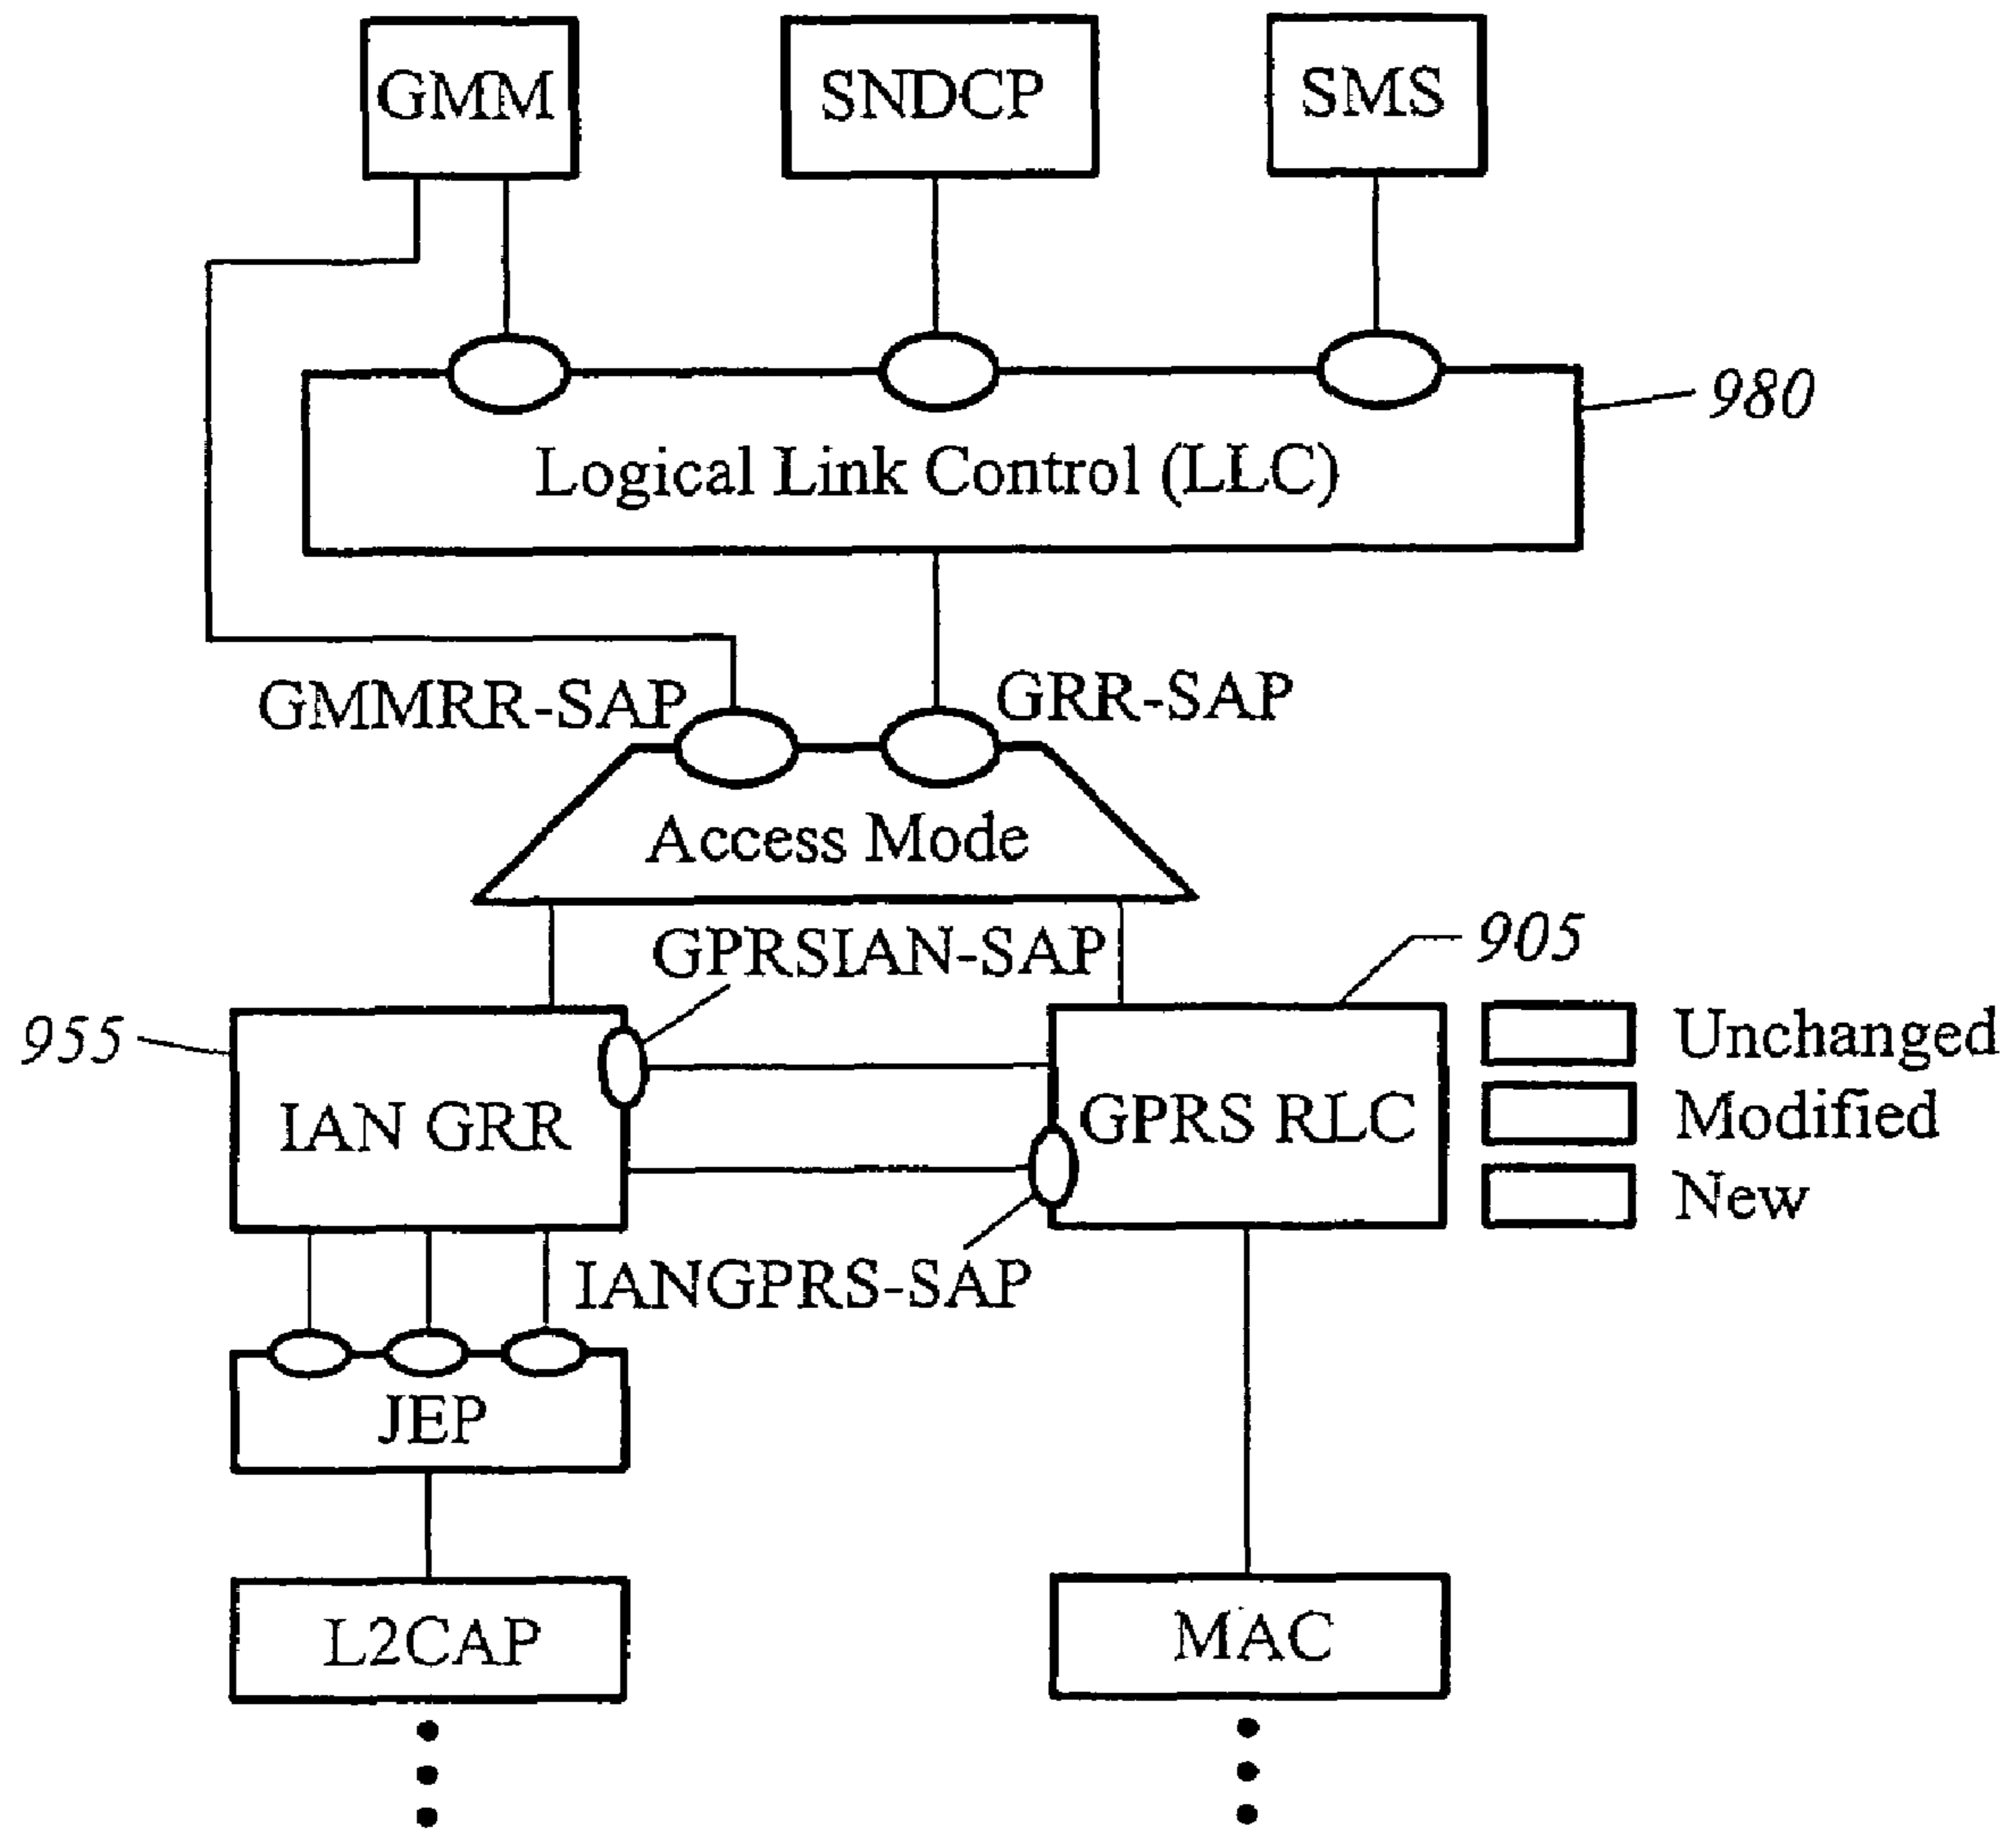 GMM
SNDCP
SMS
980
Logical Link Control (LLC)
GMMRR-SAP
GRR-SAP
Access Mode
GPRSIAN-SAP
905
955
IAN GRR
GPRS RLC
Unchanged
Modified
New
IANGPRS-SAP
JEP
L2CAP
MAC